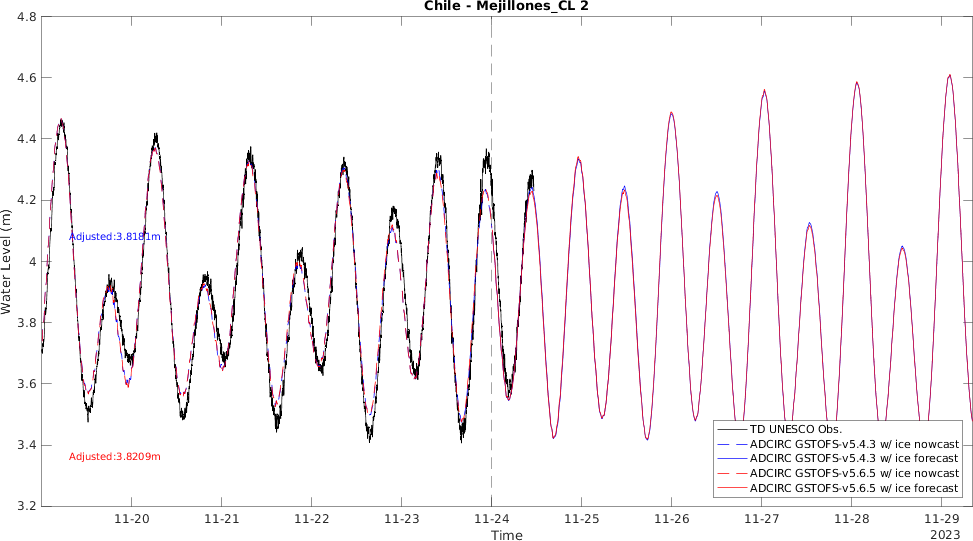 Chile - Mejillones_CL 2
4.8
4.6
4.4
4.2
4
3.8
3.6
3.4
3.2
Water Level (m)
Adjusted:3.8181m
Adjusted:3.8209m
TD UNESCO Obs.
ADCIRC GSTOFS-v5.4.3 w/ ice nowcast
ADCIRC GSTOFS-v5.4.3 w/ ice forecast
ADCIRC GSTOFS-v5.6.5 w/ ice nowcast
ADCIRC GSTOFS-v5.6.5 w/ ice forecast
11-20 11-21 11-22 11-23 11-24 11-25 11-26 11-27 11-28 11-29
Time
2023